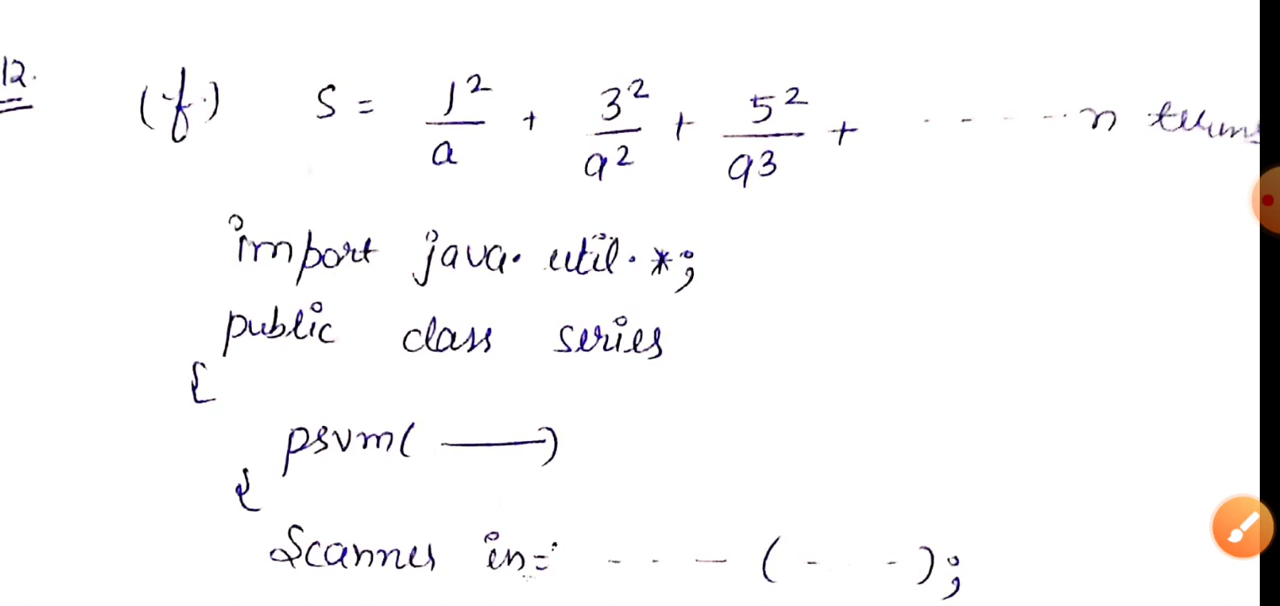 12. (f.) S = 1²/a + 3²/a² + 5²/a3 + . - - - .. n terms
import java.util.*;
public class series
{
psvm( —— )
{
Scanner in= - - — ( - - );